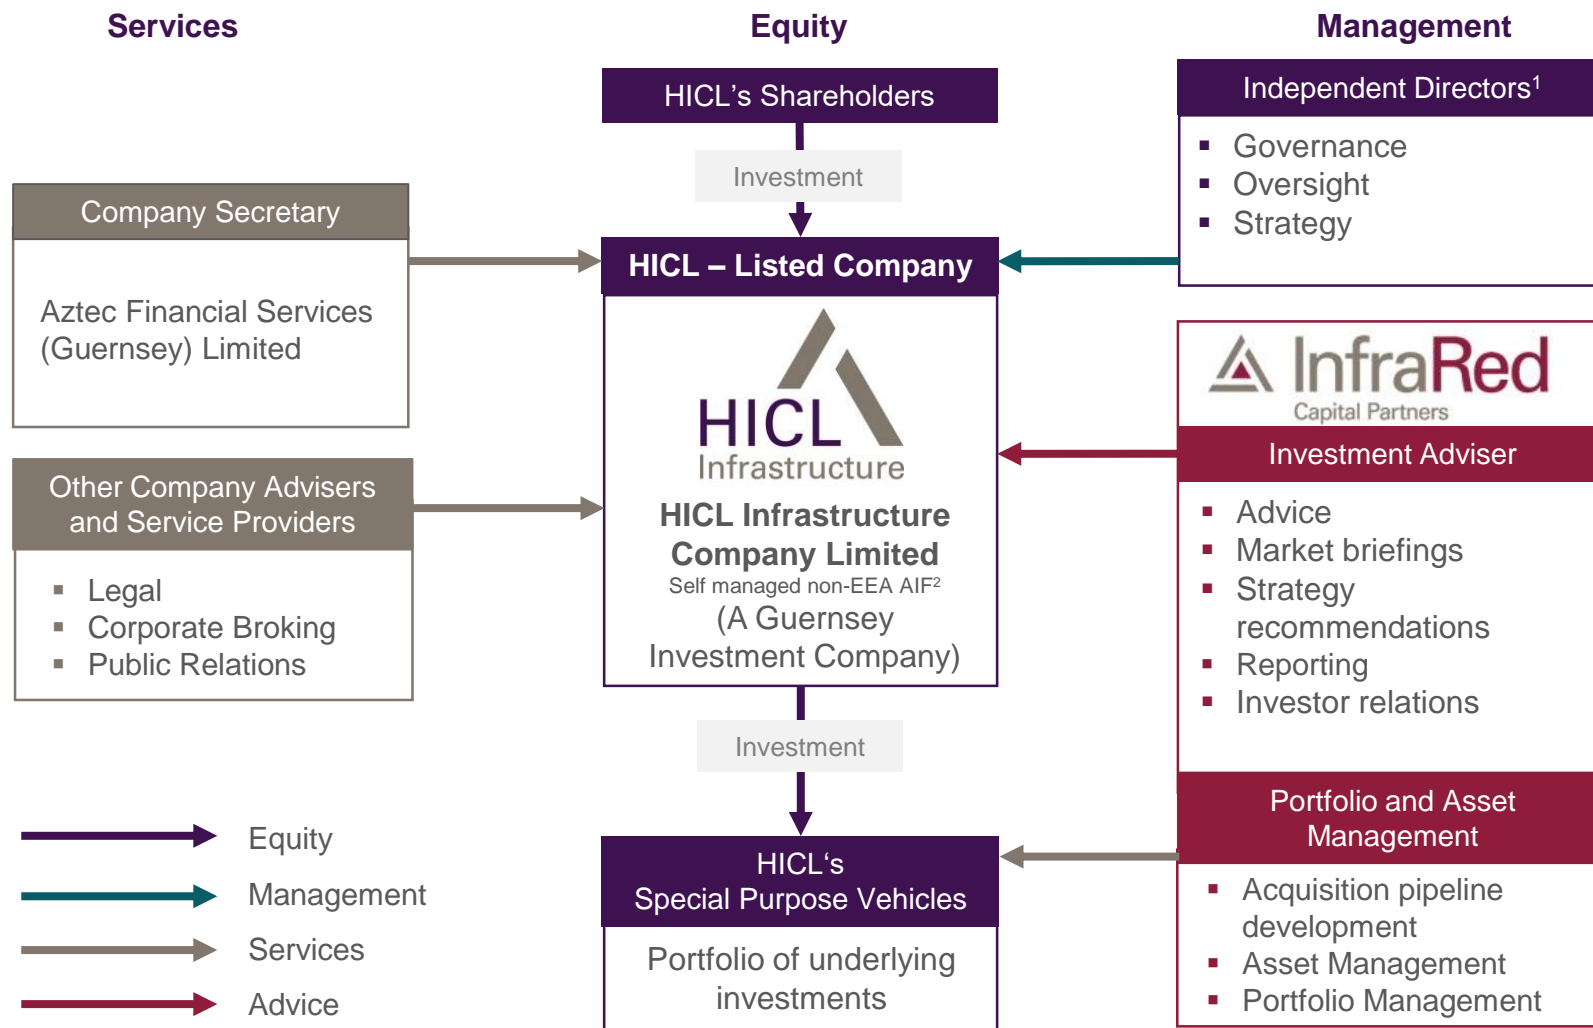 Services
Equity
Management
HICL's Shareholders
Investment
Independent Directors¹
▪ Governance
▪ Oversight
▪ Strategy
Company Secretary
Aztec Financial Services
(Guernsey) Limited
HICL – Listed Company
HICL
Infrastructure
HICL Infrastructure
Company Limited
Self managed non-EEA AIF²
(A Guernsey
Investment Company)
InfraRed
Capital Partners
Investment Adviser
▪ Advice
▪ Market briefings
▪ Strategy
recommendations
▪ Reporting
▪ Investor relations
Other Company Advisers
and Service Providers
▪ Legal
▪ Corporate Broking
▪ Public Relations
Investment
Portfolio and Asset
Management
▪ Acquisition pipeline
development
▪ Asset Management
▪ Portfolio Management
HICL‘s
Special Purpose Vehicles
Portfolio of underlying
investments
Equity
Management
Services
Advice